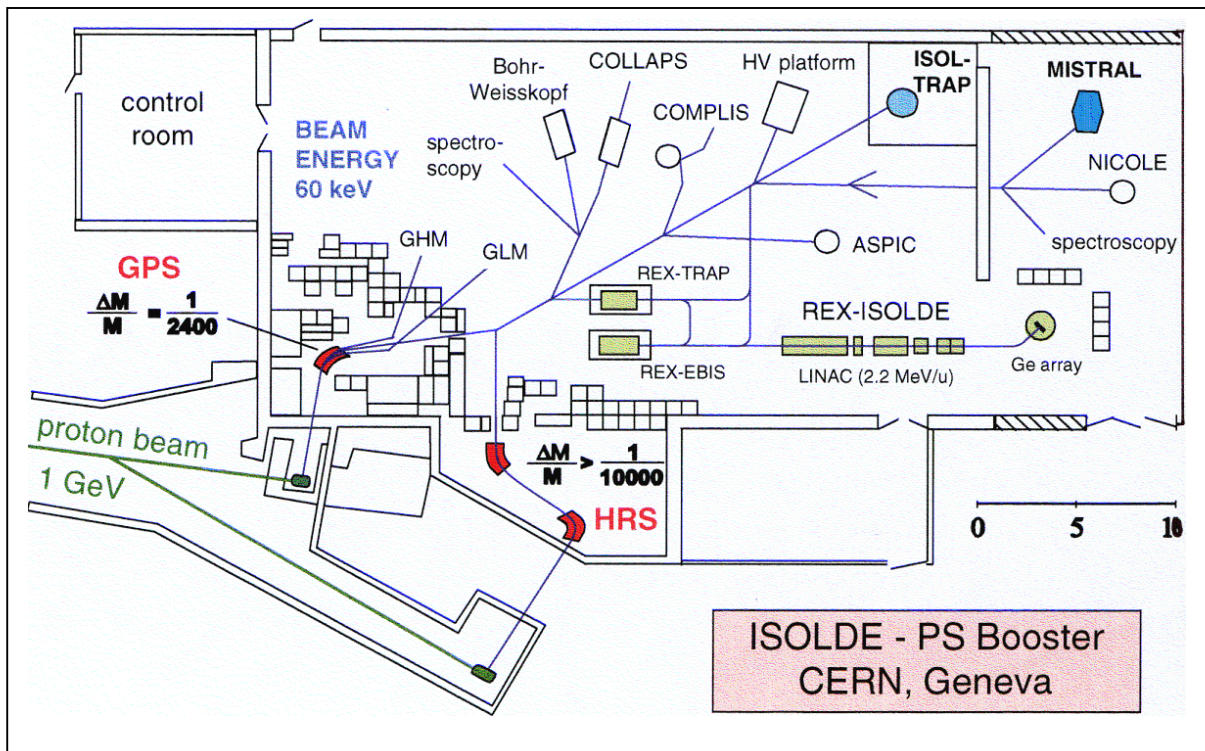 control
room
BEAM
ENERGY
60 keV
spectro-
scopy
Bohr-
Weisskopf
COLLAPS
COMPLIS
HV platform
ISOL-
TRAP
MISTRAL
NICOLE
spectroscopy
ASPIC
GHM
GLM
GPS
ΔM/M = 1/2400
REX-TRAP
REX-EBIS
REX-ISOLDE
LINAC (2.2 MeV/u)
Ge array
proton beam
1 GeV
ΔM/M > 1/10000
HRS
0 5 10
ISOLDE - PS Booster
CERN, Geneva